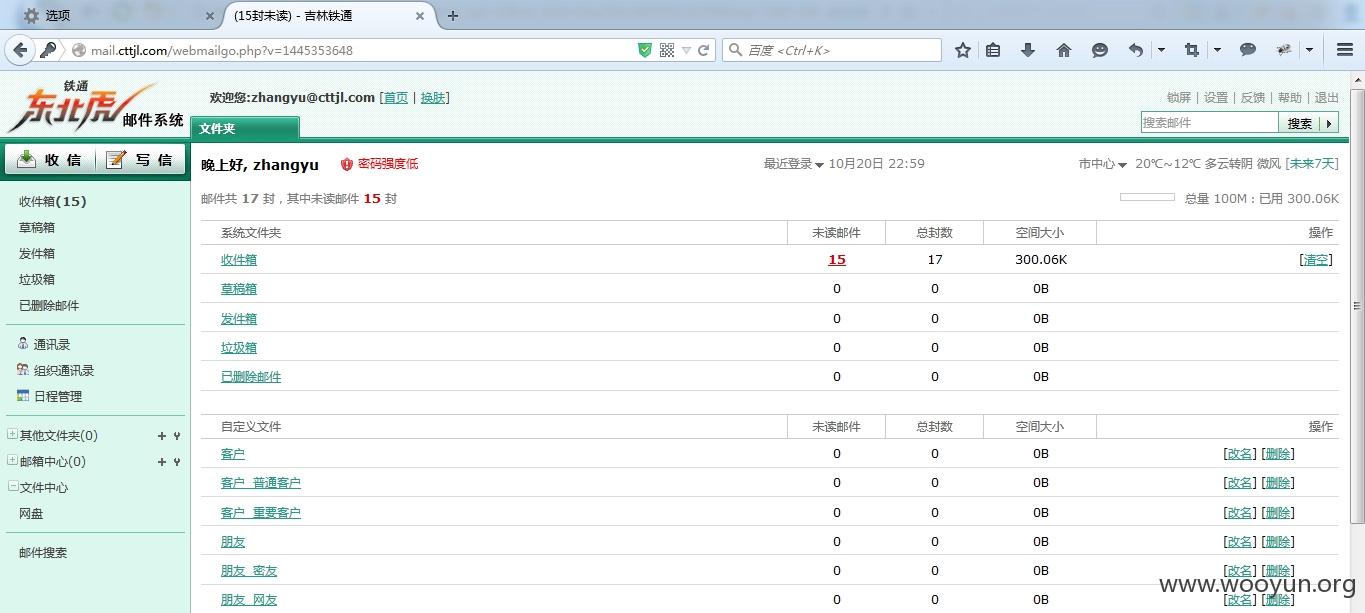 选项
(15封未读) - 吉林铁通
mail.cttjl.com/webmailgo.php?v=1445353648
百度 <Ctrl+K>
铁通
东北虎 邮件系统
欢迎您:zhangyu@cttjl.com [首页 | 换肤]
锁屏 | 设置 | 反馈 | 帮助 | 退出
文件夹
搜索邮件 搜索
收信 写信
晚上好, zhangyu 密码强度低 最近登录 10月20日 22:59 市中心 20℃~12℃ 多云转阴 微风 [未来7天]
邮件共 17 封，其中未读邮件 15 封 总量 100M：已用 300.06K
收件箱(15)
草稿箱
发件箱
垃圾箱
已删除邮件
通讯录
组织通讯录
日程管理
其他文件夹(0)
邮箱中心(0)
文件中心
网盘
邮件搜索
系统文件夹 未读邮件 总封数 空间大小 操作
收件箱 15 17 300.06K [清空]
草稿箱 0 0 0B
发件箱 0 0 0B
垃圾箱 0 0 0B
已删除邮件 0 0 0B
自定义文件 未读邮件 总封数 空间大小 操作
客户 0 0 0B [改名] [删除]
客户_普通客户 0 0 0B [改名] [删除]
客户_重要客户 0 0 0B [改名] [删除]
朋友 0 0 0B [改名] [删除]
朋友_密友 0 0 0B [改名] [删除]
朋友_网友 0 0 0B [改名] [删除]
www.wooyun.org